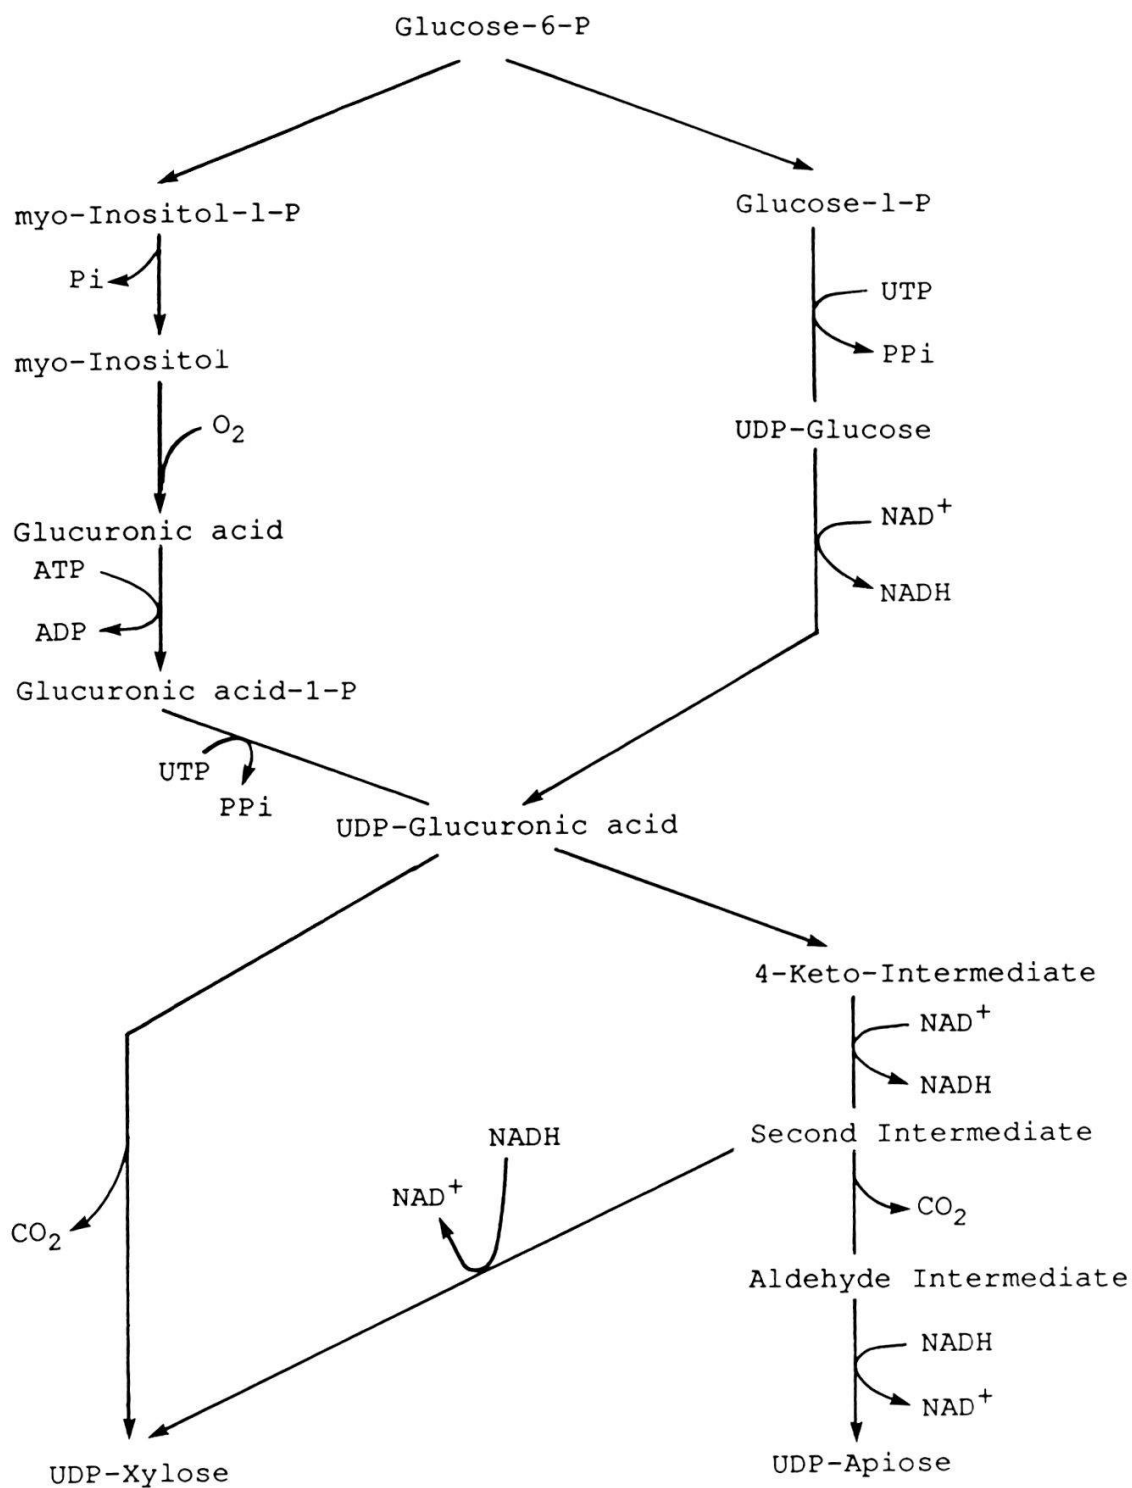 Glucose-6-P
myo-Inositol-1-P
Glucose-1-P
Pi
UTP
PPi
myo-Inositol
O2
UDP-Glucose
Glucuronic acid
NAD+
ATP
NADH
ADP
Glucuronic acid-1-P
UTP
PPi
UDP-Glucuronic acid
4-Keto-Intermediate
NAD+
NADH
Second Intermediate
NADH
NAD+
CO2
CO2
Aldehyde Intermediate
NADH
NAD+
UDP-Apiose
UDP-Xylose